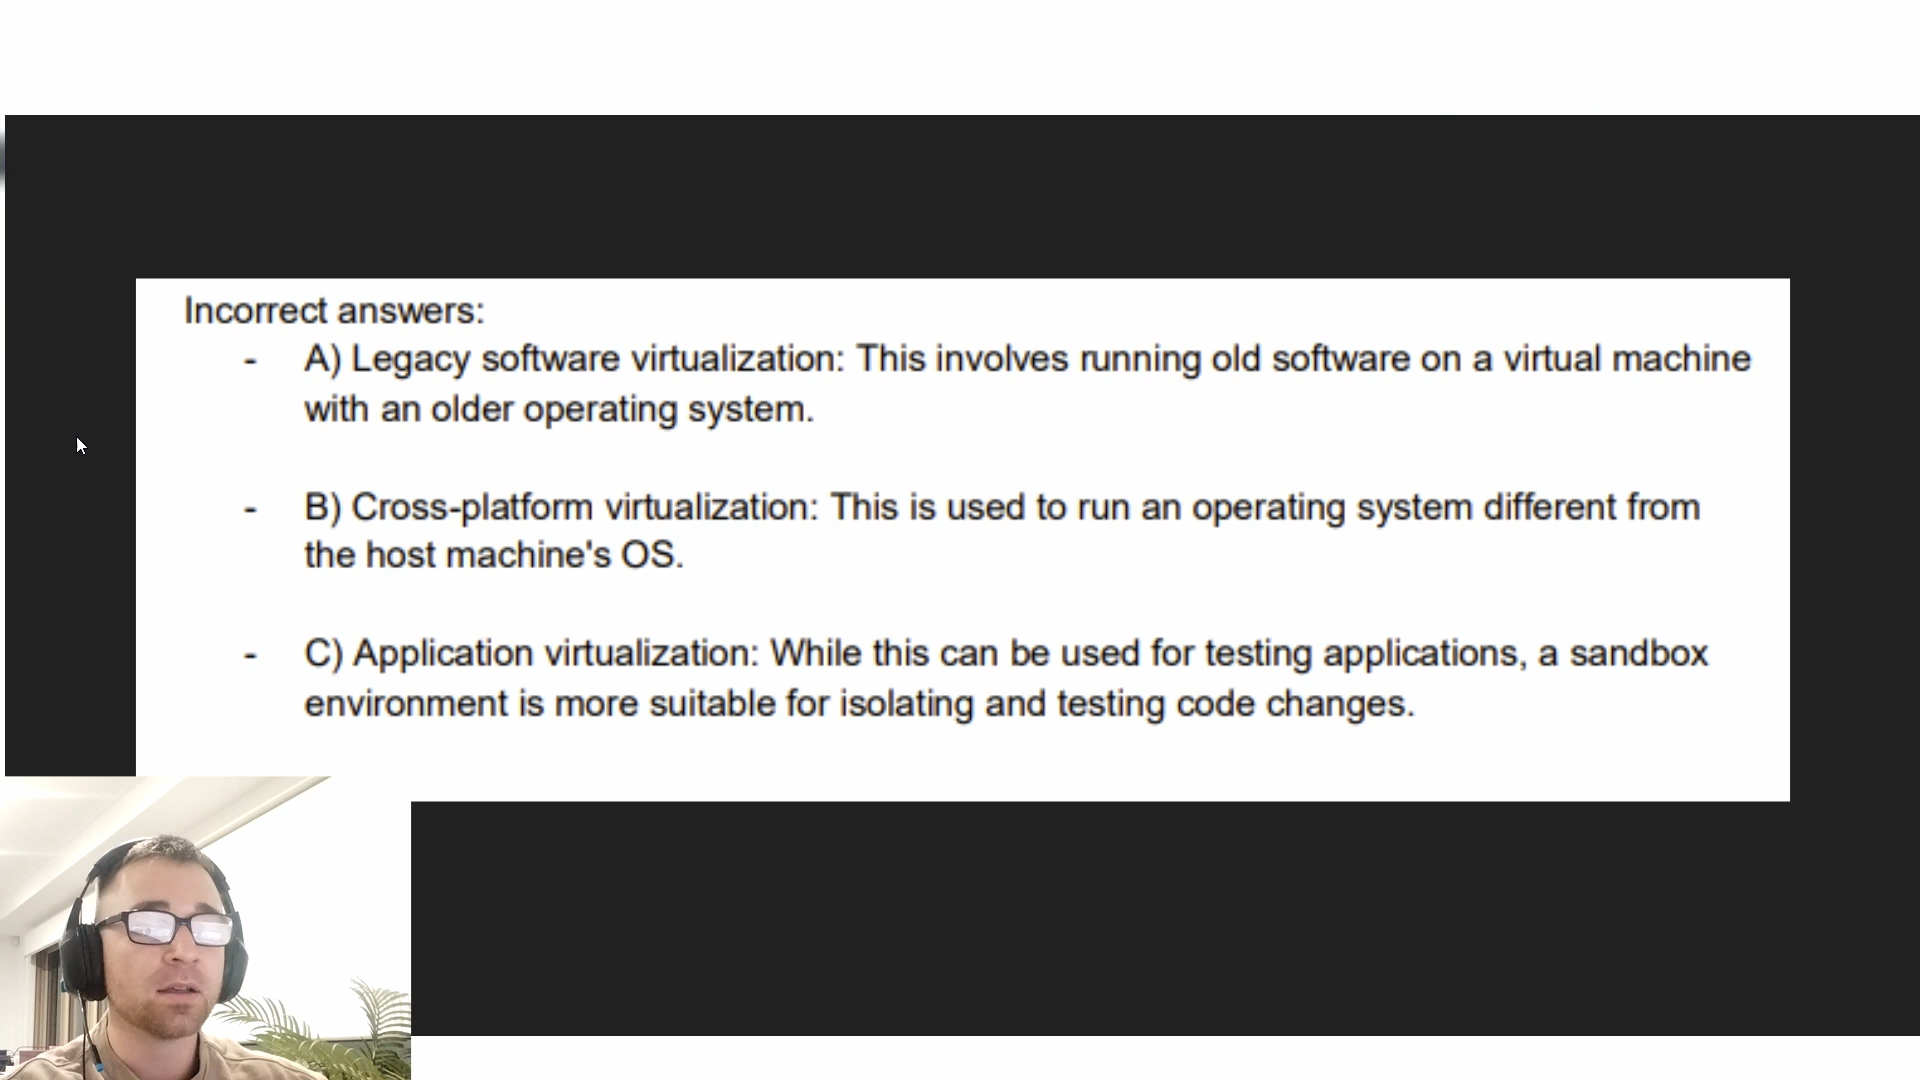 Incorrect answers:
- A) Legacy software virtualization: This involves running old software on a virtual machine
with an older operating system.
- B) Cross-platform virtualization: This is used to run an operating system different from
the host machine's OS.
- C) Application virtualization: While this can be used for testing applications, a sandbox
environment is more suitable for isolating and testing code changes.